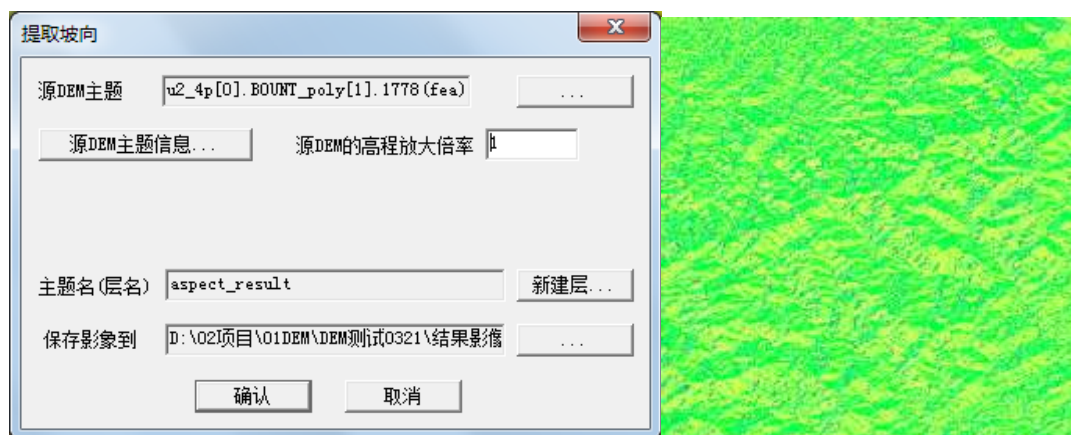 提取坡向
源DEM主题 u2_4p[0].BOUNT_poly[1].1778(fea) ...
源DEM主题信息... 源DEM的高程放大倍率 1
主题名(层名) aspect_result 新建层...
保存影象到 D:\02项目\01DEM\DEM测试0321\结果影像 ...
确认 取消